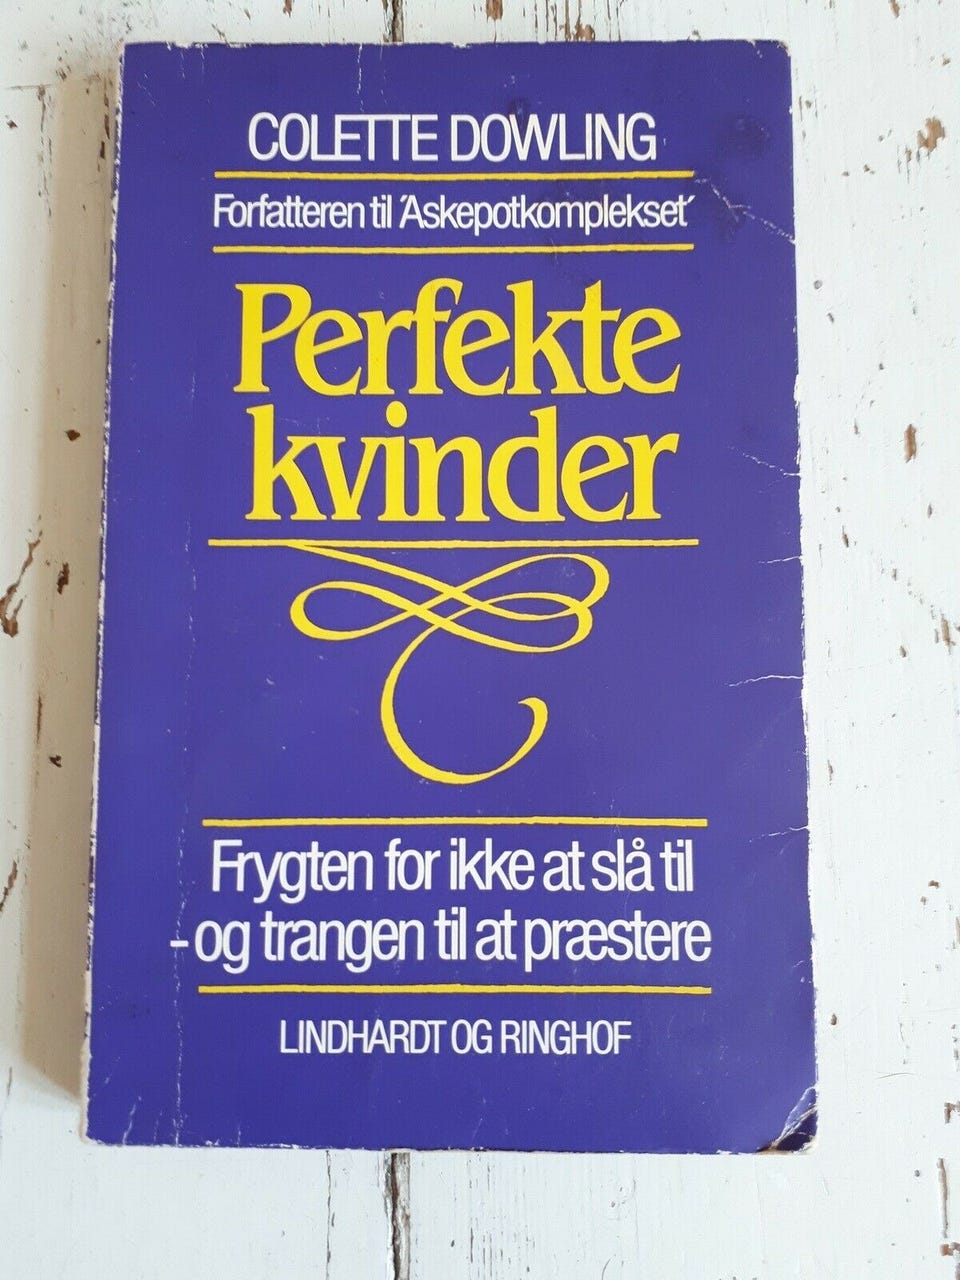 COLETTE DOWLING
Forfatteren til ´Askepotkomplekset´
Perfekte
kvinder
Frygten for ikke at slå til
- og trangen til at præstere
LINDHARDT OG RINGHOF